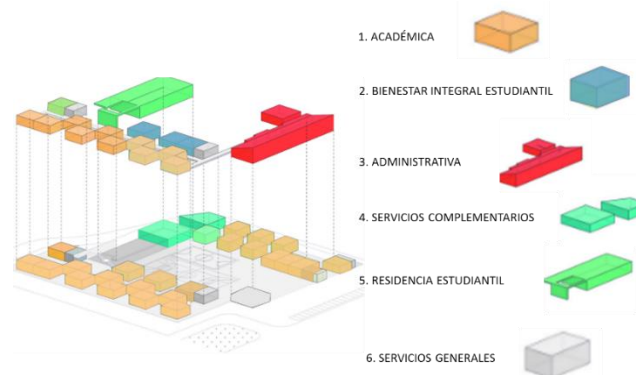 1. ACADÉMICA
2. BIENESTAR INTEGRAL ESTUDIANTIL
3. ADMINISTRATIVA
4. SERVICIOS COMPLEMENTARIOS
5. RESIDENCIA ESTUDIANTIL
6. SERVICIOS GENERALES